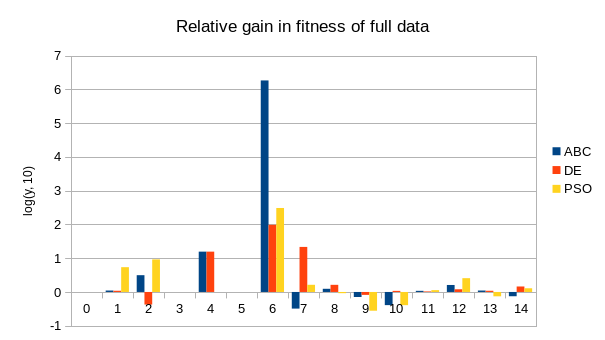 Relative gain in fitness of full data
7
6
5
4
3
2
1
0
-1
log(y, 10)
0 1 2 3 4 5 6 7 8 9 10 11 12 13 14
ABC
DE
PSO